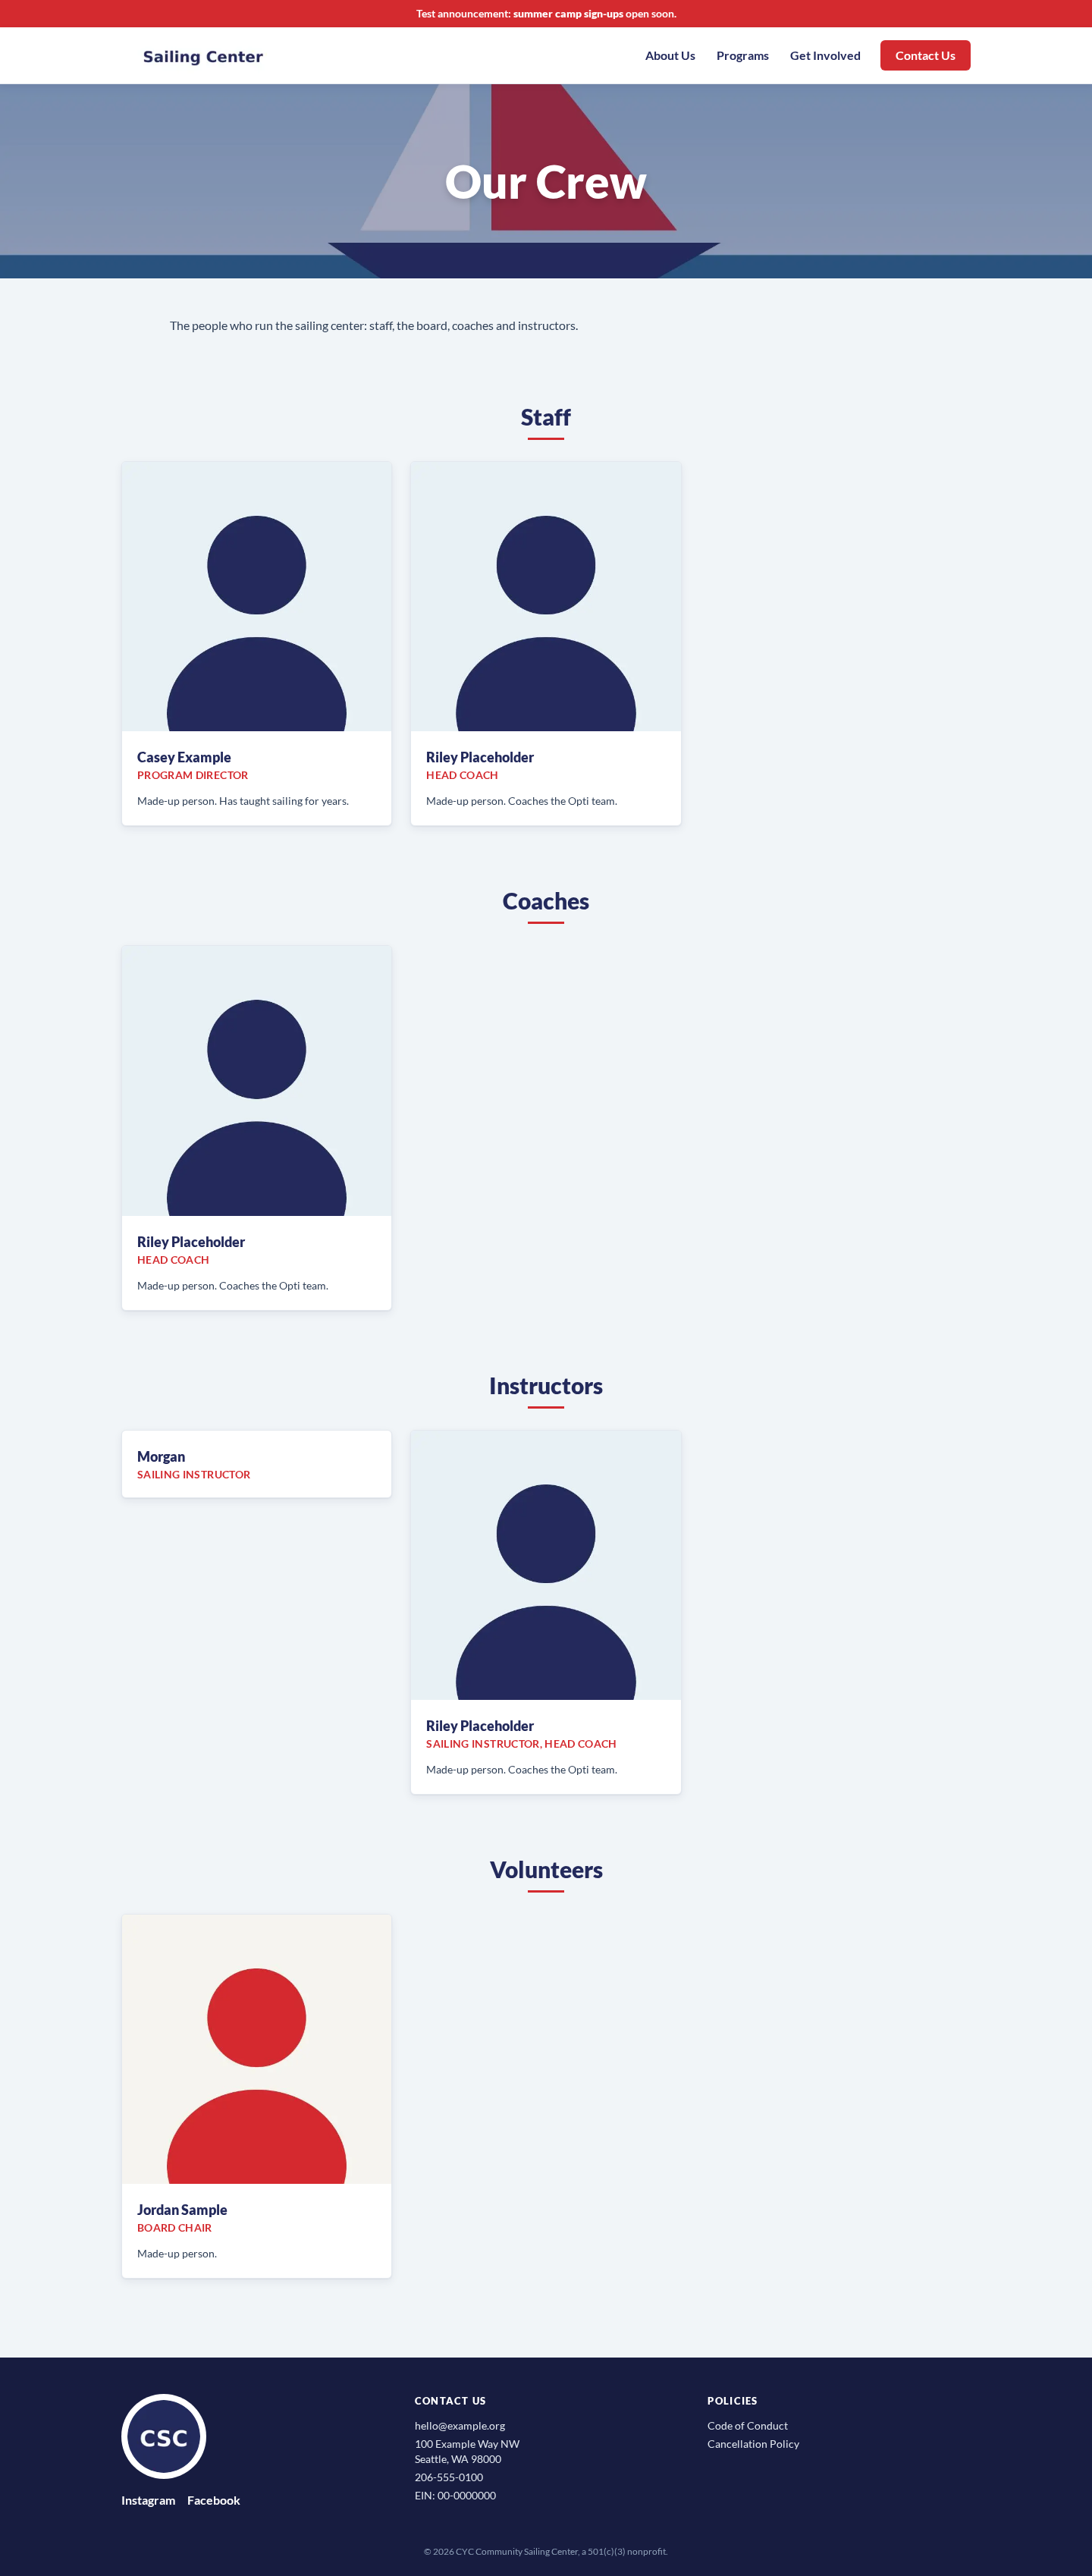 Test announcement: summer camp sign-ups open soon.
Sailing Center
About Us
Programs
Get Involved
Contact Us
Our Crew
The people who run the sailing center: staff, the board, coaches and instructors.
Staff
Casey Example
PROGRAM DIRECTOR
Made-up person. Has taught sailing for years.
Riley Placeholder
HEAD COACH
Made-up person. Coaches the Opti team.
Coaches
Riley Placeholder
HEAD COACH
Made-up person. Coaches the Opti team.
Instructors
Morgan
SAILING INSTRUCTOR
Riley Placeholder
SAILING INSTRUCTOR, HEAD COACH
Made-up person. Coaches the Opti team.
Volunteers
Jordan Sample
BOARD CHAIR
Made-up person.
CSC
Instagram
Facebook
CONTACT US
hello@example.org
100 Example Way NW
Seattle, WA 98000
206-555-0100
EIN: 00-0000000
POLICIES
Code of Conduct
Cancellation Policy
© 2026 CYC Community Sailing Center, a 501(c)(3) nonprofit.